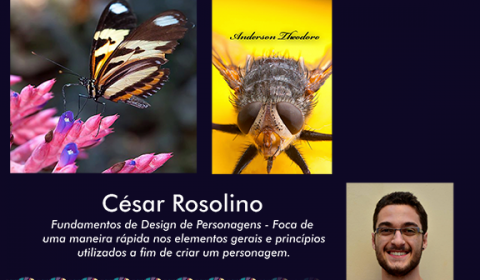 Anderson Theodoro
César Rosolino
Fundamentos de Design de Personagens - Foca de
uma maneira rápida nos elementos gerais e princípios
utilizados a fim de criar um personagem.